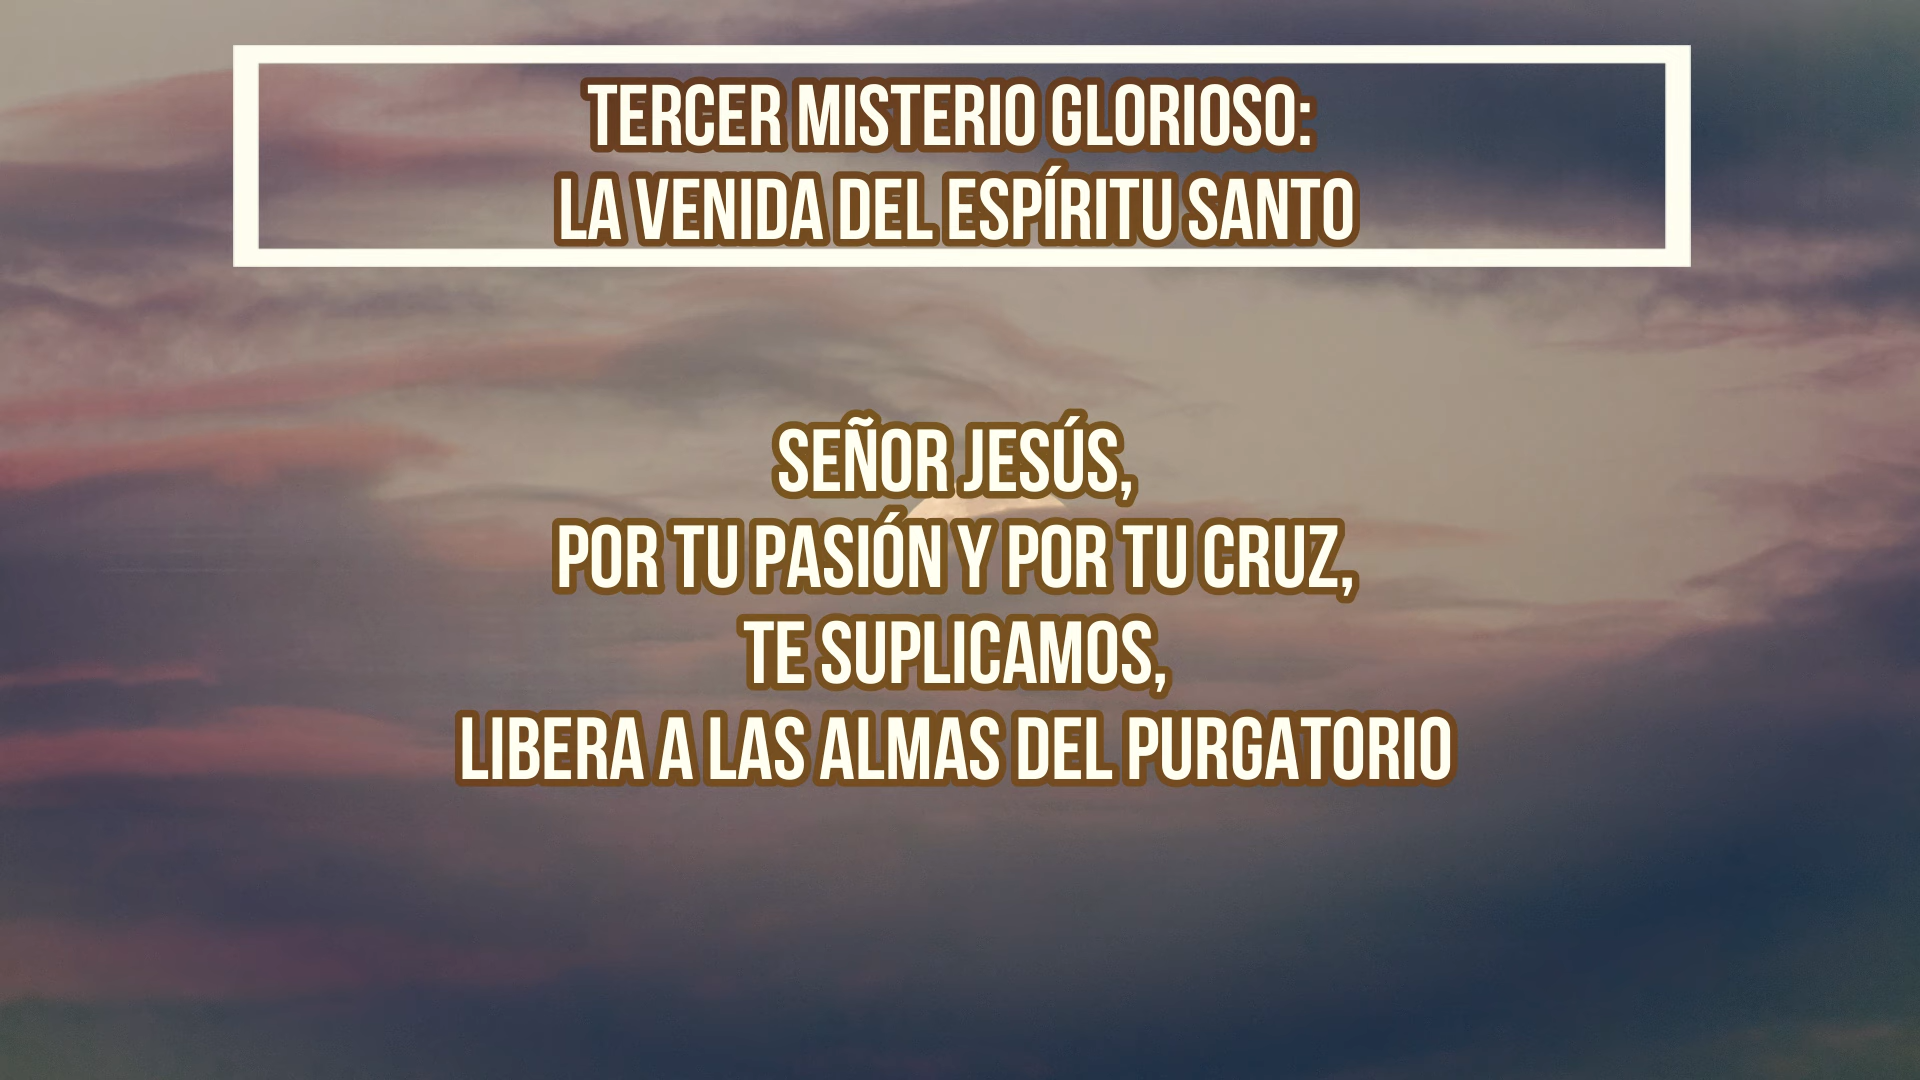 TERCER MISTERIO GLORIOSO:
LA VENIDA DEL ESPÍRITU SANTO
SEÑOR JESÚS,
POR TU PASIÓN Y POR TU CRUZ,
TE SUPLICAMOS,
LIBERA A LAS ALMAS DEL PURGATORIO